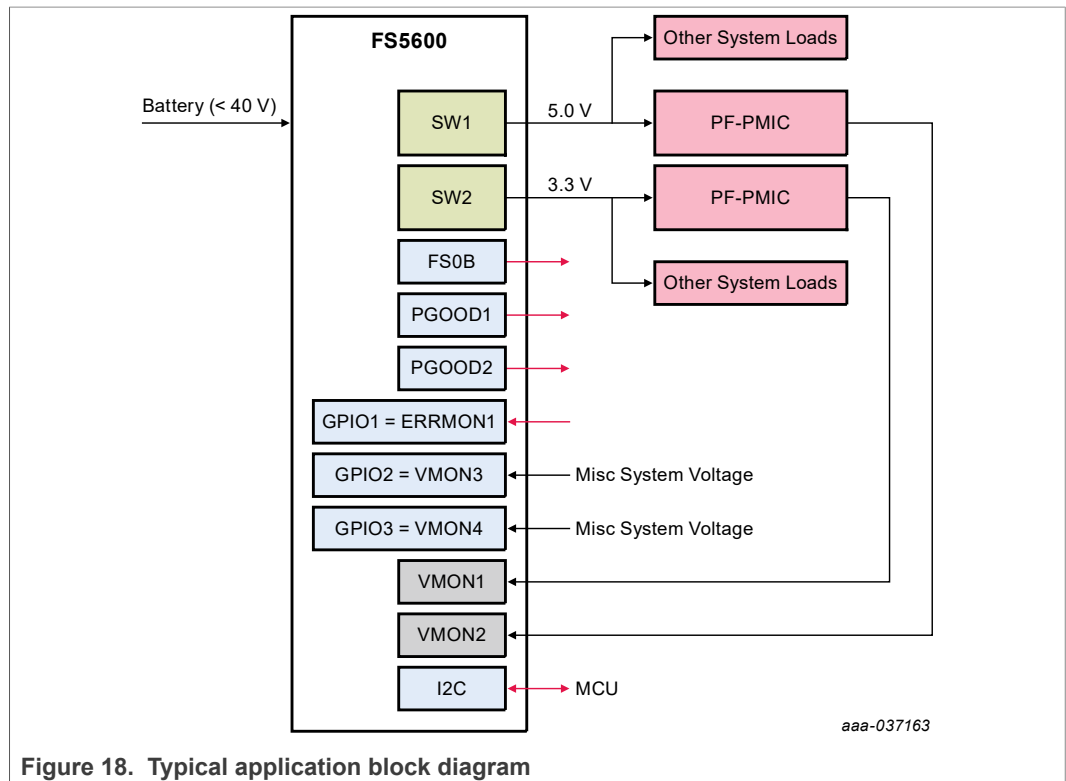 FS5600
Other System Loads
Battery (< 40 V)
SW1
5.0 V
PF-PMIC
SW2
3.3 V
PF-PMIC
FS0B
Other System Loads
PGOOD1
PGOOD2
GPIO1 = ERRMON1
GPIO2 = VMON3
Misc System Voltage
GPIO3 = VMON4
Misc System Voltage
VMON1
VMON2
I2C
MCU
aaa-037163
Figure 18. Typical application block diagram